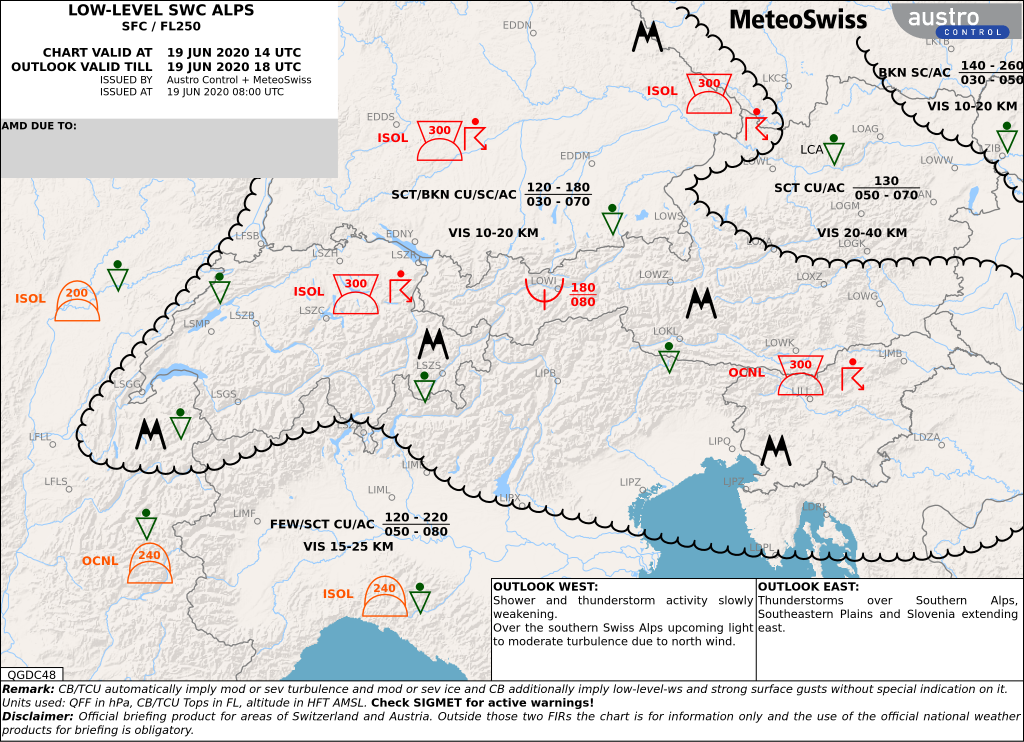 LOW-LEVEL SWC ALPS
SFC / FL250
CHART VALID AT 19 JUN 2020 14 UTC
OUTLOOK VALID TILL 19 JUN 2020 18 UTC
ISSUED BY Austro Control + MeteoSwiss
ISSUED AT 19 JUN 2020 08:00 UTC
AMD DUE TO:
MeteoSwiss
austro
CONTROL
EDDN
LKTB
BKN SC/AC 140 - 260
030 - 050
VIS 10-20 KM
LKCS
ISOL 300
EDDS
ISOL 300
EDDM
LOWL
LCA
LOAG
LOWW
LZIB
SCT/BKN CU/SC/AC 120 - 180
030 - 070
VIS 10-20 KM
SCT CU/AC 130
050 - 070
LOGM
VIS 20-40 KM
LOWS
LOGK
LFSB
EDNY
LSZH
LSZR
ISOL 200
ISOL 300
LSZC
LSMP
LSZB
LOWI
180
080
LOWZ
LOXZ
LOWG
LOKL
LOWK
LJMB
LSZS
LIPB
OCNL 300
LJLJ
LSGG
LSGS
LFLL
LFLS
LIPQ
LDZA
LIML
LIMF
LIPX
LIPZ
LJPZ
LDRI
LDPL
FEW/SCT CU/AC 120 - 220
050 - 080
VIS 15-25 KM
OCNL 240
ISOL 240
OUTLOOK WEST:
Shower and thunderstorm activity slowly
weakening.
Over the southern Swiss Alps upcoming light
to moderate turbulence due to north wind.
OUTLOOK EAST:
Thunderstorms over Southern Alps,
Southeastern Plains and Slovenia extending
east.
QGDC48
Remark: CB/TCU automatically imply mod or sev turbulence and mod or sev ice and CB additionally imply low-level-ws and strong surface gusts without special indication on it.
Units used: QFF in hPa, CB/TCU Tops in FL, altitude in HFT AMSL. Check SIGMET for active warnings!
Disclaimer: Official briefing product for areas of Switzerland and Austria. Outside those two FIRs the chart is for information only and the use of the official national weather
products for briefing is obligatory.